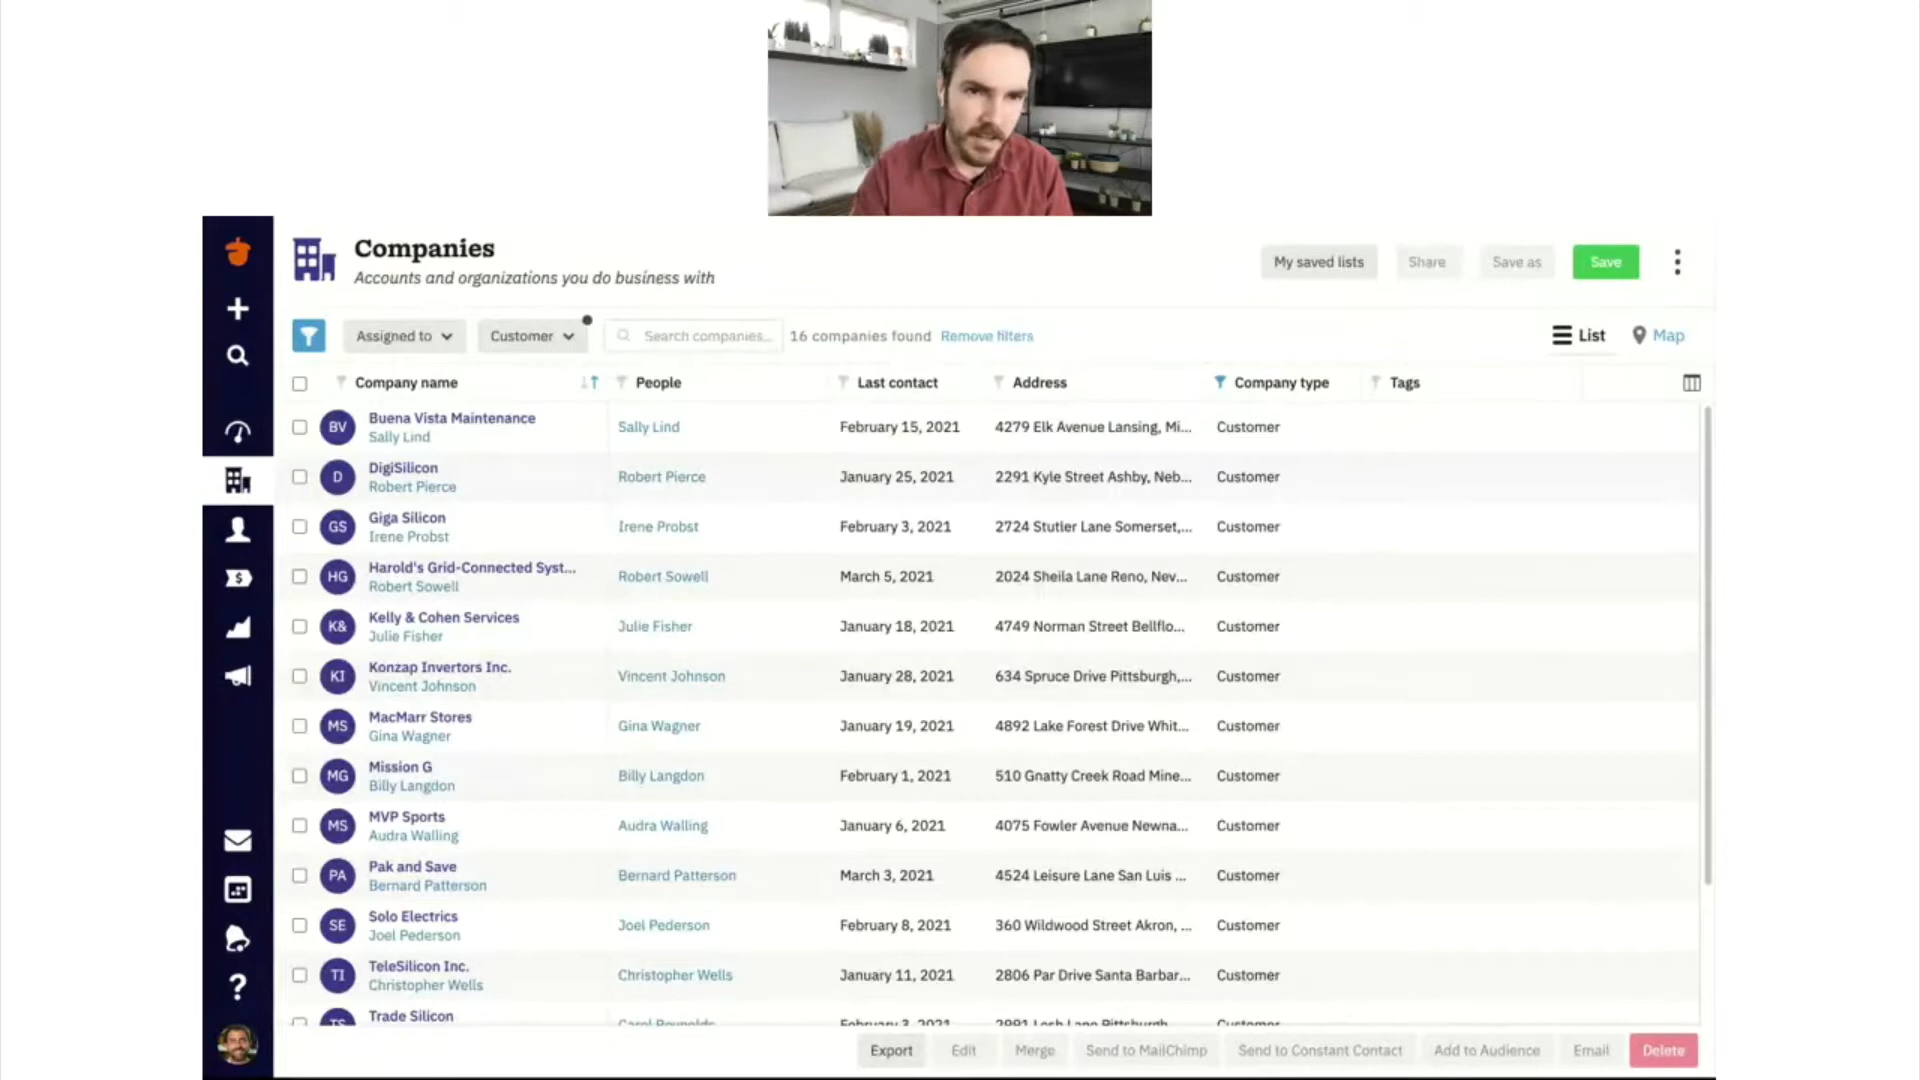 Companies
Accounts and organizations you do business with
My saved lists
Share
Save as
Save
Assigned to
Customer
Search companies...
16 companies found
Remove filters
List
Map
Company name
People
Last contact
Address
Company type
Tags
BV Buena Vista Maintenance
Sally Lind
Sally Lind February 15, 2021 4279 Elk Avenue Lansing, Mi... Customer
D DigiSilicon
Robert Pierce
Robert Pierce January 25, 2021 2291 Kyle Street Ashby, Neb... Customer
GS Giga Silicon
Irene Probst
Irene Probst February 3, 2021 2724 Stutler Lane Somerset,... Customer
HG Harold's Grid-Connected Syst...
Robert Sowell
Robert Sowell March 5, 2021 2024 Sheila Lane Reno, Nev... Customer
K& Kelly & Cohen Services
Julie Fisher
Julie Fisher January 18, 2021 4749 Norman Street Bellflo... Customer
KI Konzap Invertors Inc.
Vincent Johnson
Vincent Johnson January 28, 2021 634 Spruce Drive Pittsburgh,... Customer
MS MacMarr Stores
Gina Wagner
Gina Wagner January 19, 2021 4892 Lake Forest Drive Whit... Customer
MG Mission G
Billy Langdon
Billy Langdon February 1, 2021 510 Gnatty Creek Road Mine... Customer
MS MVP Sports
Audra Walling
Audra Walling January 6, 2021 4075 Fowler Avenue Newna... Customer
PA Pak and Save
Bernard Patterson
Bernard Patterson March 3, 2021 4524 Leisure Lane San Luis ... Customer
SE Solo Electrics
Joel Pederson
Joel Pederson February 8, 2021 360 Wildwood Street Akron, ... Customer
TI TeleSilicon Inc.
Christopher Wells
Christopher Wells January 11, 2021 2806 Par Drive Santa Barbar... Customer
TS Trade Silicon
Carol Reynolds February 3, 2021 Lane Pittsburgh Customer
Export
Edit
Merge
Send to MailChimp
Send to Constant Contact
Add to Audience
Email
Delete